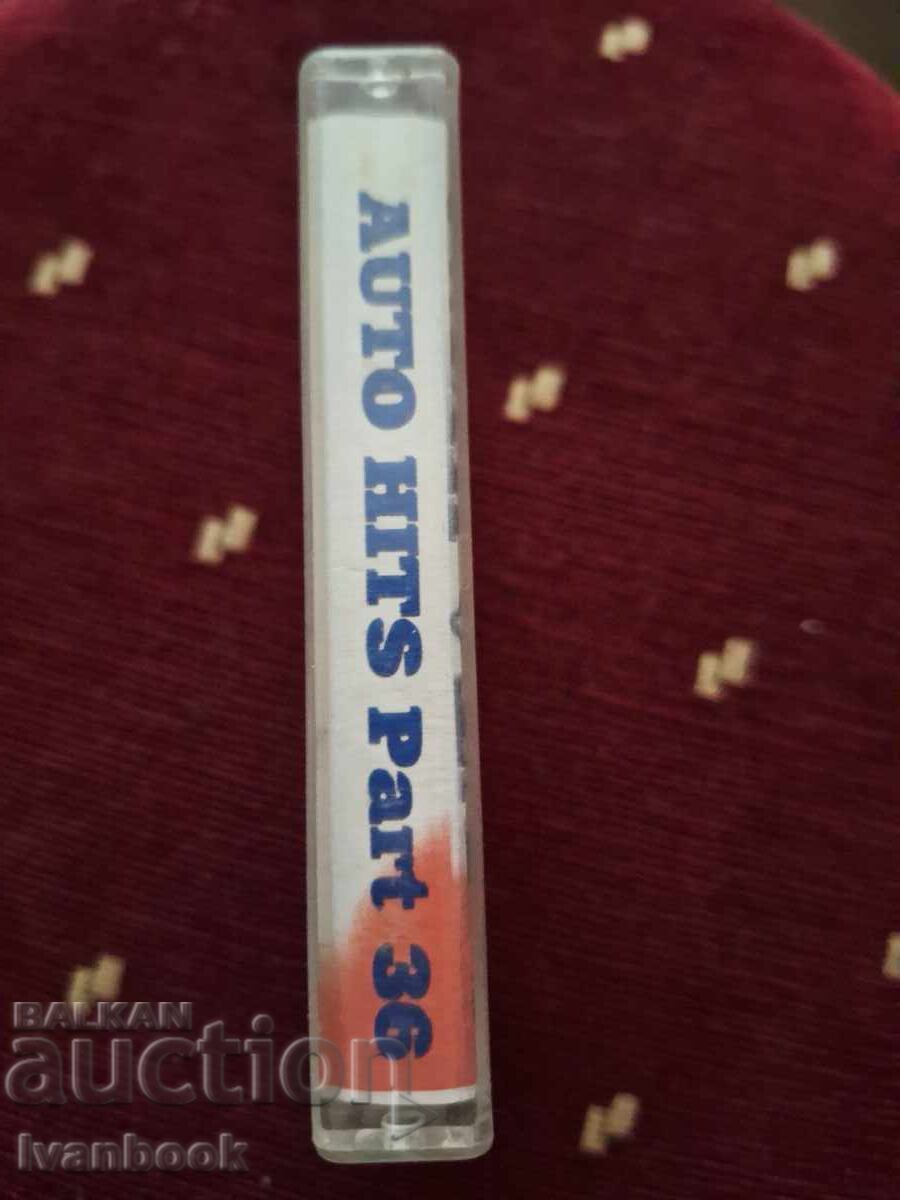 AUTO HITS Part 36
BALKAN
auction
Ivanbook